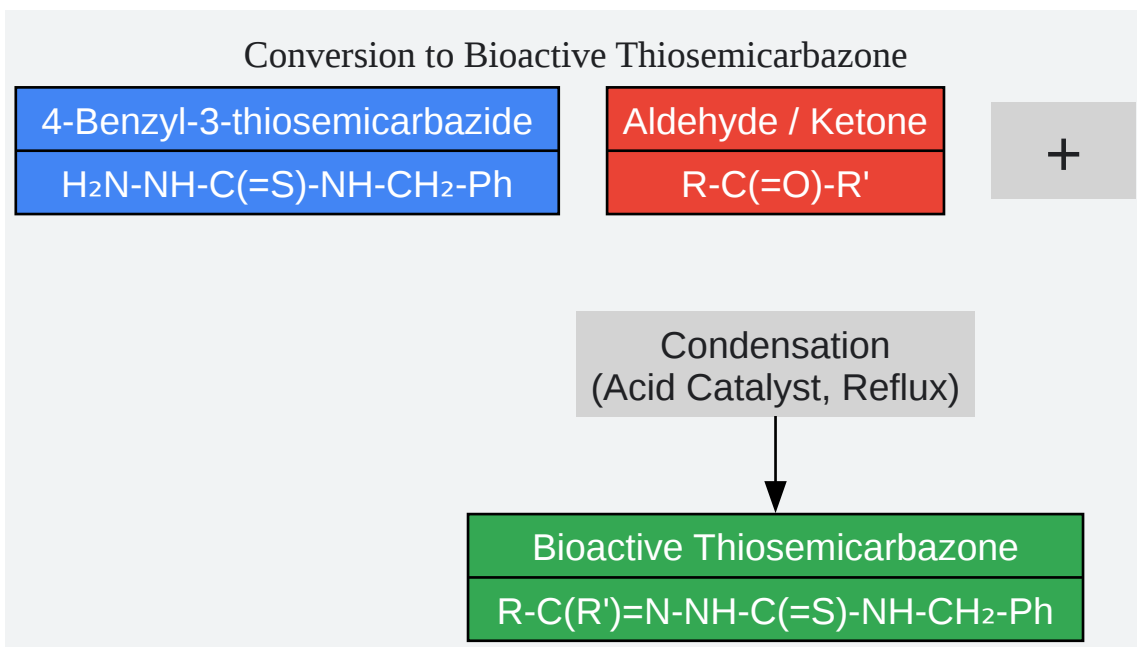 Conversion to Bioactive Thiosemicarbazone
4-Benzyl-3-thiosemicarbazide
H₂N-NH-C(=S)-NH-CH₂-Ph
Aldehyde / Ketone
R-C(=O)-R'
+
Condensation
(Acid Catalyst, Reflux)
Bioactive Thiosemicarbazone
R-C(R')=N-NH-C(=S)-NH-CH₂-Ph